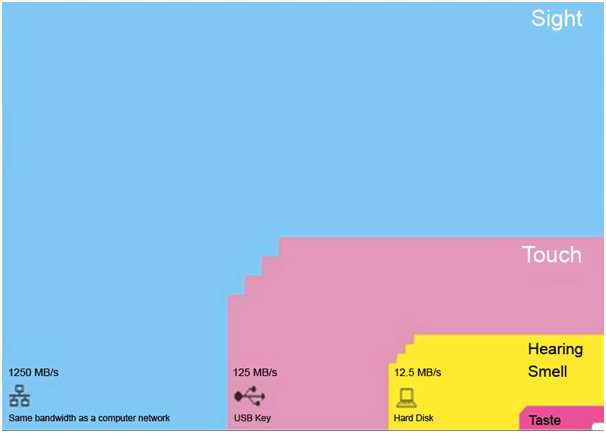 Sight
Touch
Hearing
Smell
1250 MB/s
125 MB/s
12.5 MB/s
Same bandwidth as a computer network
USB Key
Hard Disk
Taste